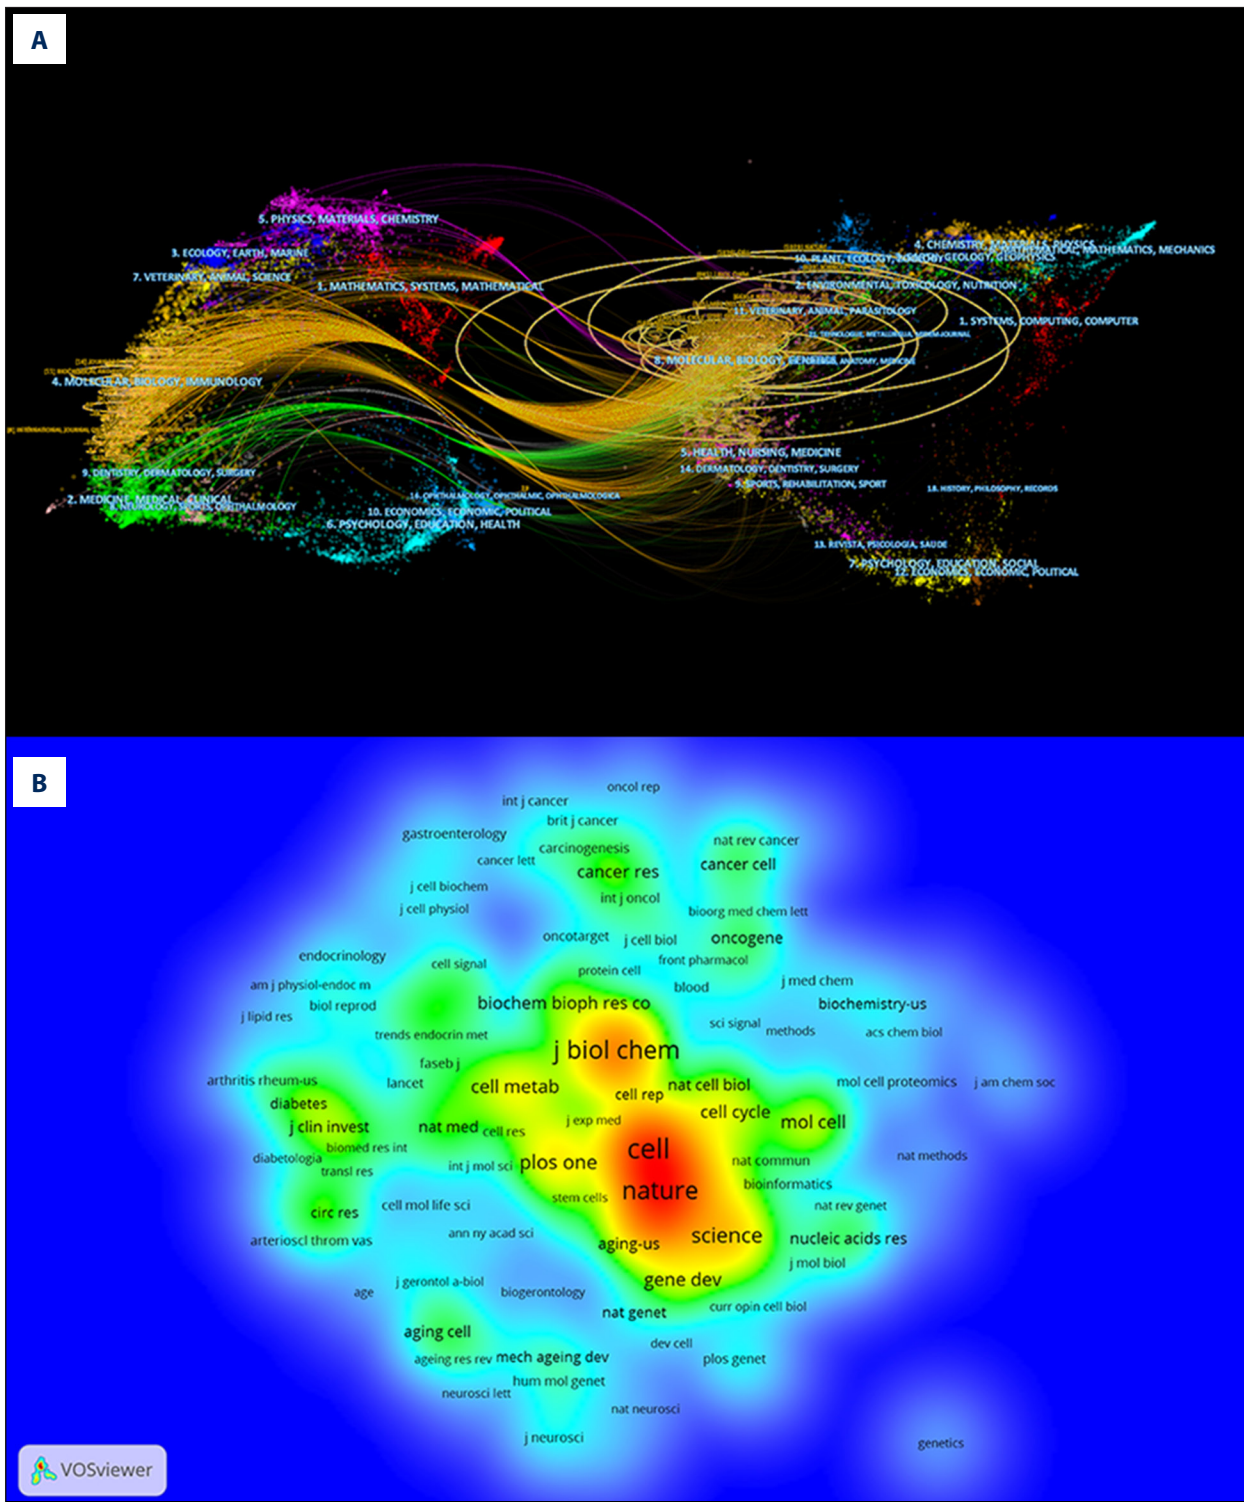 A
5. PHYSICS, MATERIALS, CHEMISTRY
3. ECOLOGY, EARTH, MARINE
7. VETERINARY, ANIMAL, SCIENCE
1. MATHEMATICS, SYSTEMS, MATHEMATICAL
4. MOLECULAR, BIOLOGY, IMMUNOLOGY
9. DENTISTRY, DERMATOLOGY, SURGERY
2. MEDICINE, MEDICAL, CLINICAL
8. NEUROLOGY, SPORTS, OPHTHALMOLOGY
14. OPHTHALMOLOGY, OPHTHALMIC, OPHTHALMOLOGICA
10. ECONOMICS, ECONOMIC, POLITICAL
6. PSYCHOLOGY, EDUCATION, HEALTH
4. CHEMISTRY, MATERIALS, PHYSICS
MATHEMATICAL, MATHEMATICS, MECHANICS
10. PLANT, ECOLOGY, ZOOLOGY
GEOLOGY, GEOPHYSICS
2. ENVIRONMENTAL, TOXICOLOGY, NUTRITION
11. VETERINARY, ANIMAL, PARASITOLOGY
1. SYSTEMS, COMPUTING, COMPUTER
8. MOLECULAR, BIOLOGY, GENETICS
ANATOMY, MEDICINE
5. HEALTH, NURSING, MEDICINE
14. DERMATOLOGY, DENTISTRY, SURGERY
9. SPORTS, REHABILITATION, SPORT
18. HISTORY, PHILOSOPHY, RECORDS
13. REVISTA, PSICOLOGIA, SAUDE
7. PSYCHOLOGY, EDUCATION, SOCIAL
12. ECONOMICS, ECONOMIC, POLITICAL
B
oncol rep
int j cancer
brit j cancer
gastroenterology
nat rev cancer
carcinogenesis
cancer lett
cancer cell
cancer res
j cell biochem
int j oncol
j cell physiol
bioorg med chem lett
oncotarget
j cell biol
oncogene
endocrinology
cell signal
front pharmacol
protein cell
am j physiol-endoc m
j med chem
blood
biol reprod
biochem bioph res co
biochemistry-us
j lipid res
sci signal
methods
acs chem biol
trends endocrin met
j biol chem
faseb j
arthritis rheum-us
lancet
cell metab
cell rep
nat cell biol
mol cell proteomics
j am chem soc
diabetes
cell cycle
j clin invest
nat med
cell res
j exp med
mol cell
biomed res int
cell
diabetologia
transl res
int j mol sci
plos one
nat commun
nat methods
nature
bioinformatics
circ res
cell mol life sci
stem cells
nat rev genet
arterioscl throm vas
ann ny acad sci
aging-us
science
nucleic acids res
j mol biol
age
j gerontol a-biol
biogerontology
gene dev
nat genet
curr opin cell biol
aging cell
dev cell
ageing res rev
mech ageing dev
plos genet
hum mol genet
neurosci lett
nat neurosci
j neurosci
genetics
VOSviewer